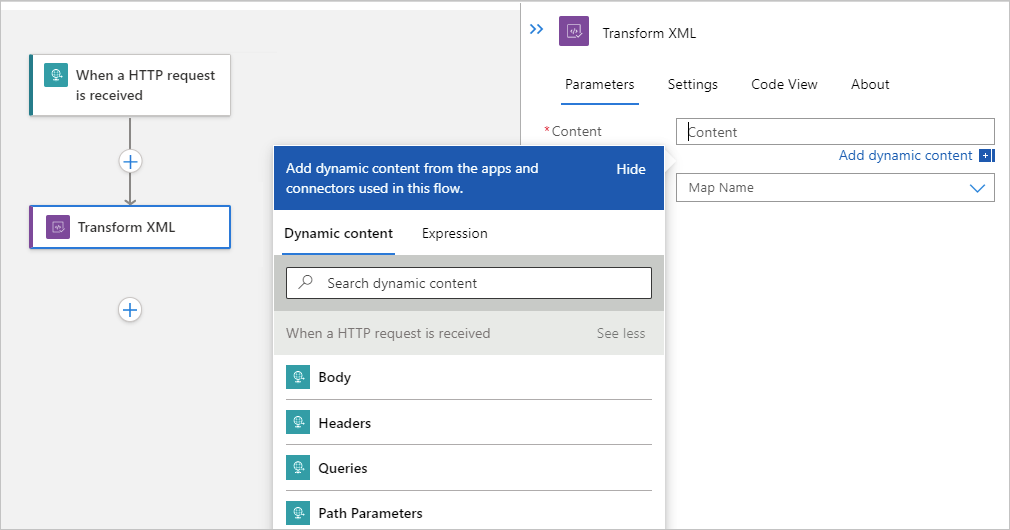 When a HTTP request
is received
Transform XML
Transform XML
Parameters
Settings
Code View
About
*Content
Content
Add dynamic content
Map Name
Add dynamic content from the apps and
connectors used in this flow.
Hide
Dynamic content
Expression
Search dynamic content
When a HTTP request is received
See less
Body
Headers
Queries
Path Parameters